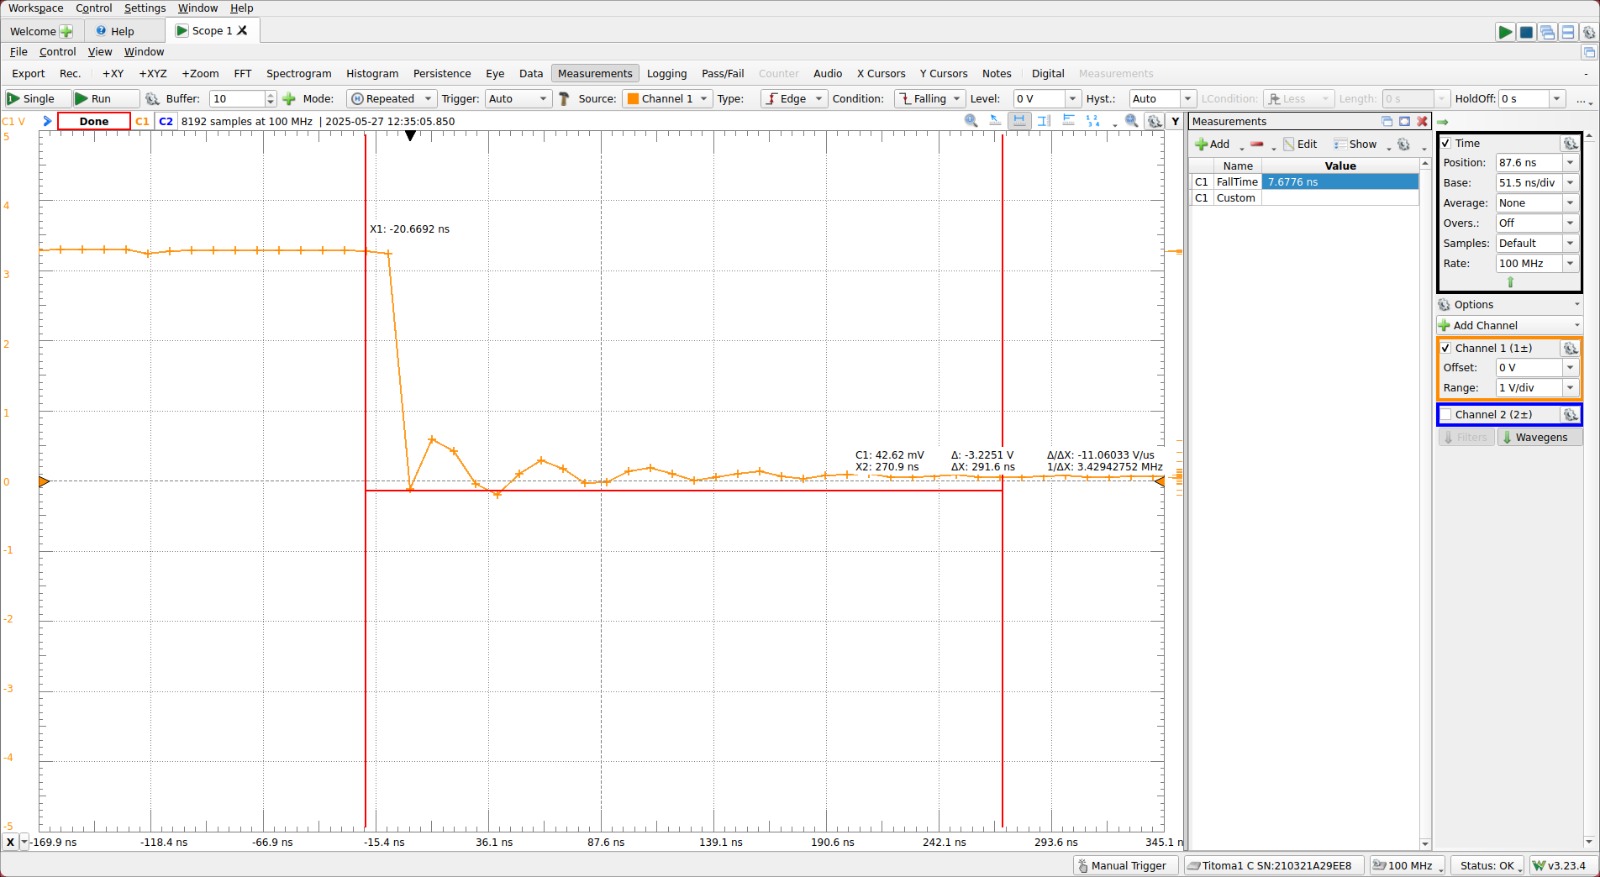 Workspace Control Settings Window Help
Welcome Help Scope 1
File Control View Window
Export Rec. +XY +XYZ +Zoom FFT Spectrogram Histogram Persistence Eye Data Measurements Logging Pass/Fail Counter Audio X Cursors Y Cursors Notes Digital Measurements
Single Run Buffer: 10 Mode: Repeated Trigger: Auto Source: Channel 1 Type: Edge Condition: Falling Level: 0 V Hyst.: Auto LCondition: Less Length: 0 s HoldOff: 0 s ...
C1 V Done C1 C2 8192 samples at 100 MHz | 2025-05-27 12:35:05.850 Y
Measurements
Add Edit Show
Name Value
C1 FallTime 7.6776 ns
C1 Custom
Time
Position: 87.6 ns
Base: 51.5 ns/div
Average: None
Overs.: Off
Samples: Default
Rate: 100 MHz
Options
Add Channel
Channel 1 (1±)
Offset: 0 V
Range: 1 V/div
Channel 2 (2±)
Filters Wavegens
5
4
3
2
1
0
-1
-2
-3
-4
-5
X1: -20.6692 ns
C1: 42.62 mV Δ: -3.2251 V Δ/ΔX: -11.06033 V/us
X2: 270.9 ns ΔX: 291.6 ns 1/ΔX: 3.42942752 MHz
X -169.9 ns -118.4 ns -66.9 ns -15.4 ns 36.1 ns 87.6 ns 139.1 ns 190.6 ns 242.1 ns 293.6 ns 345.1 n
Manual Trigger Titoma1 C SN:210321A29EE8 100 MHz Status: OK v3.23.4